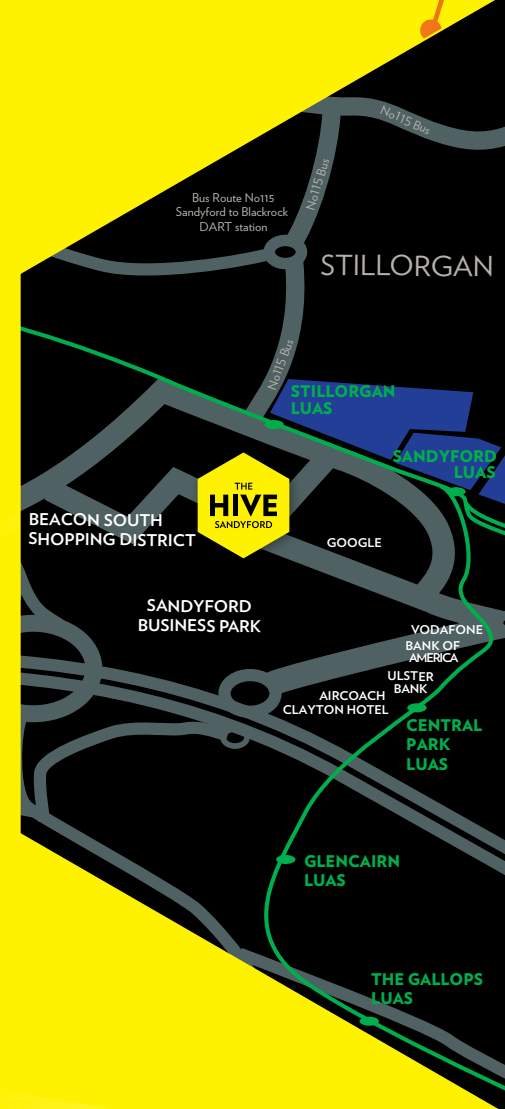 No115 Bus
No115 Bus
Bus Route No115
Sandyford to Blackrock
DART station
STILLORGAN
No115 Bus
STILLORGAN
LUAS
SANDYFORD
LUAS
THE
HIVE
SANDYFORD
BEACON SOUTH
SHOPPING DISTRICT
GOOGLE
SANDYFORD
BUSINESS PARK
VODAFONE
BANK OF
AMERICA
ULSTER
BANK
AIRCOACH
CLAYTON HOTEL
CENTRAL
PARK
LUAS
GLENCAIRN
LUAS
THE GALLOPS
LUAS